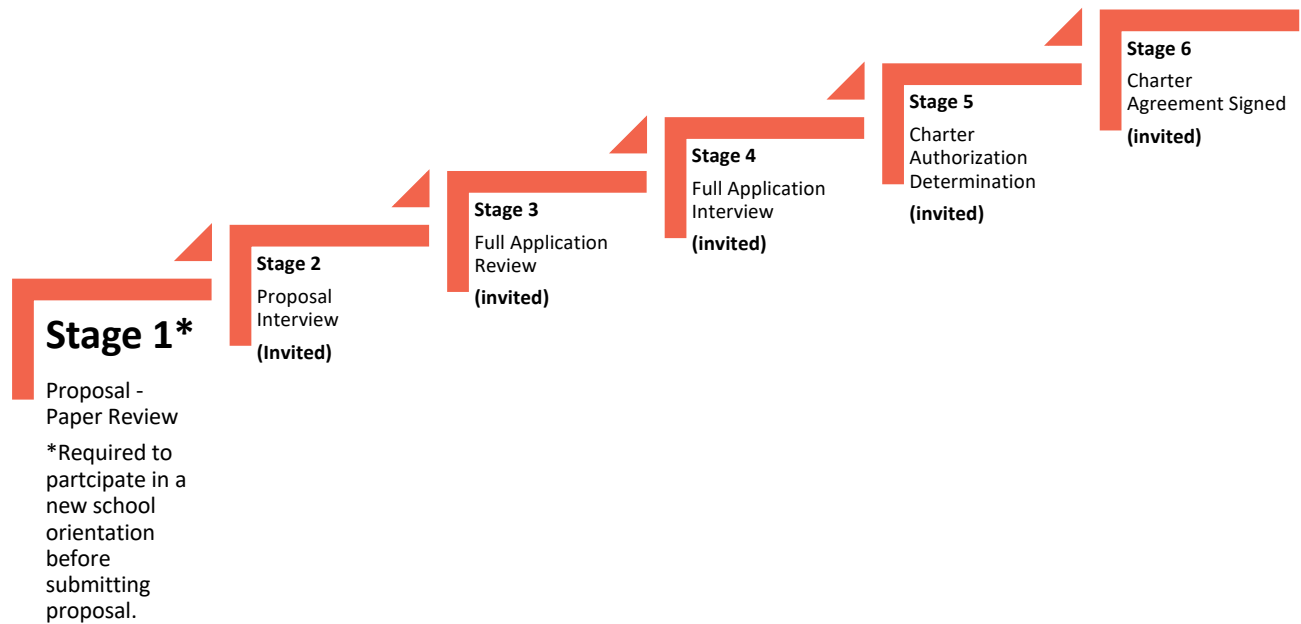 Stage 1*
Proposal -
Paper Review
*Required to
partcipate in a
new school
orientation
before
submitting
proposal.
Stage 2
Proposal
Interview
(Invited)
Stage 3
Full Application
Review
(invited)
Stage 4
Full Application
Interview
(invited)
Stage 5
Charter
Authorization
Determination
(invited)
Stage 6
Charter
Agreement Signed
(invited)